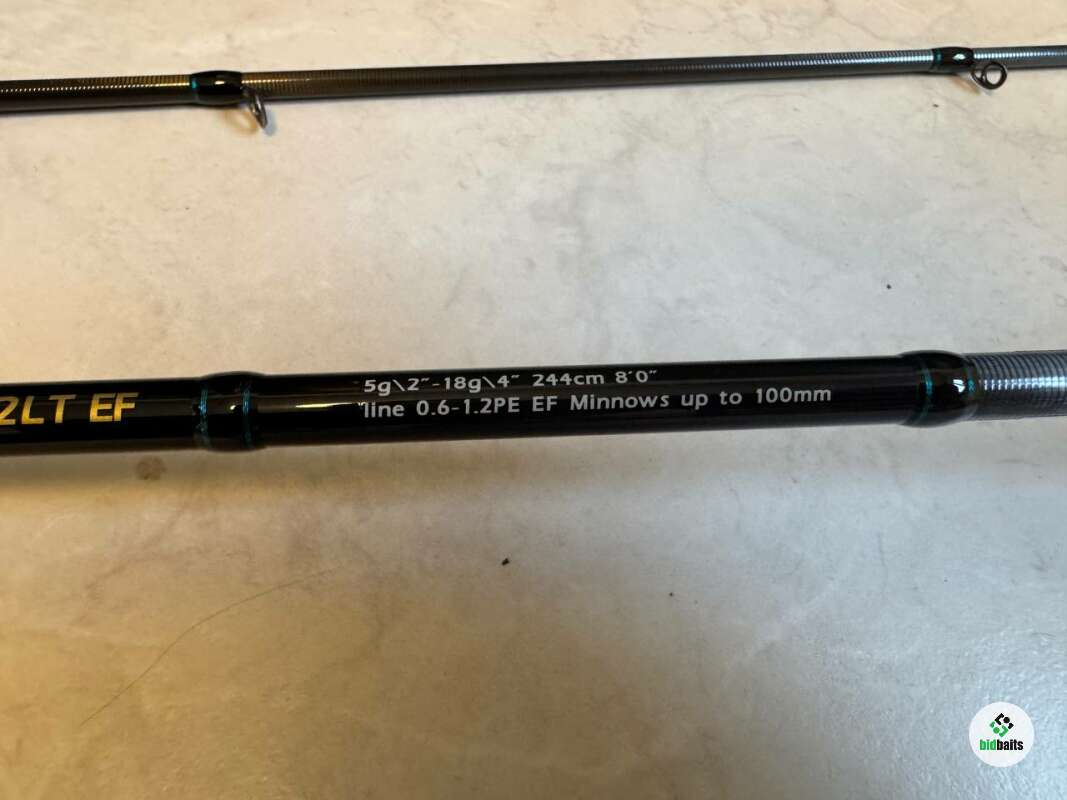 2LT EF
5g\2"-18g\4" 244cm 8'0"
line 0.6-1.2PE EF Minnows up to 100mm
bidbaits